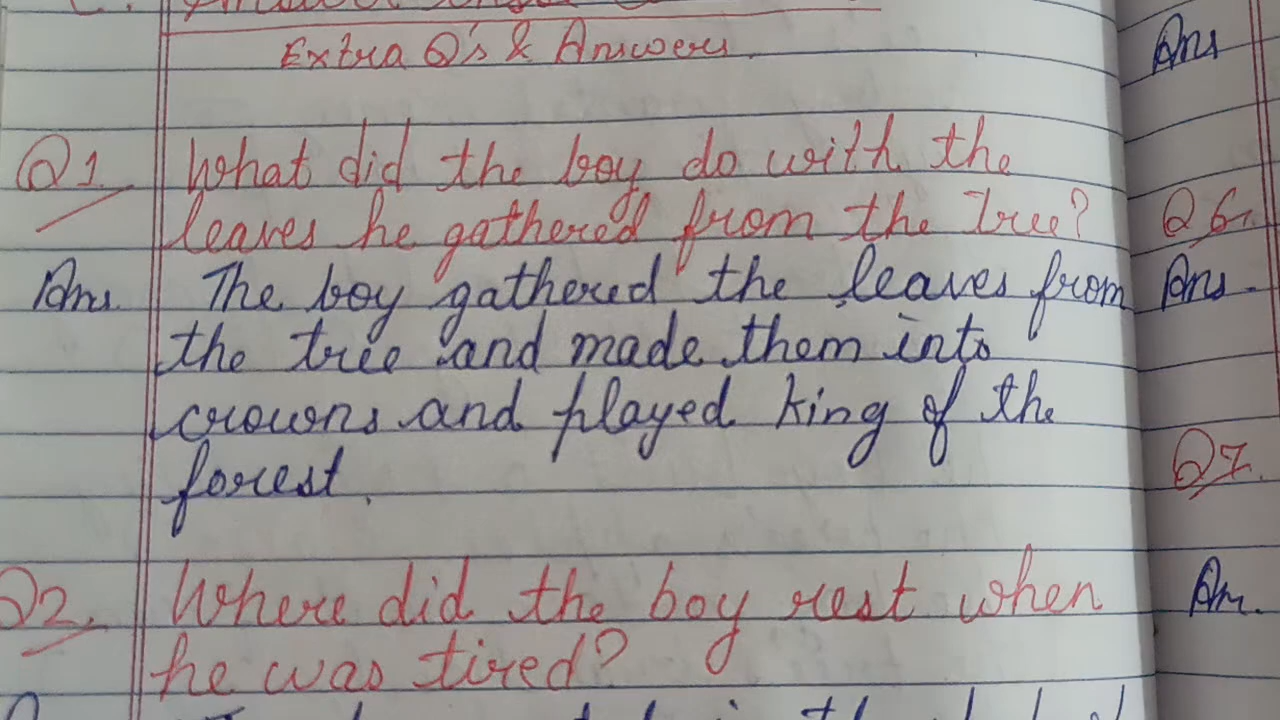 Extra Q's & Answers.
Q1. What did the boy do with the
leaves he gathered from the tree?
Ans. The boy gathered the leaves from
the tree and made them into
crowns and played king of the
forest.
Q2. Where did the boy rest when
he was tired?
Ans
Q6.
Ans.
Q7.
Ans.